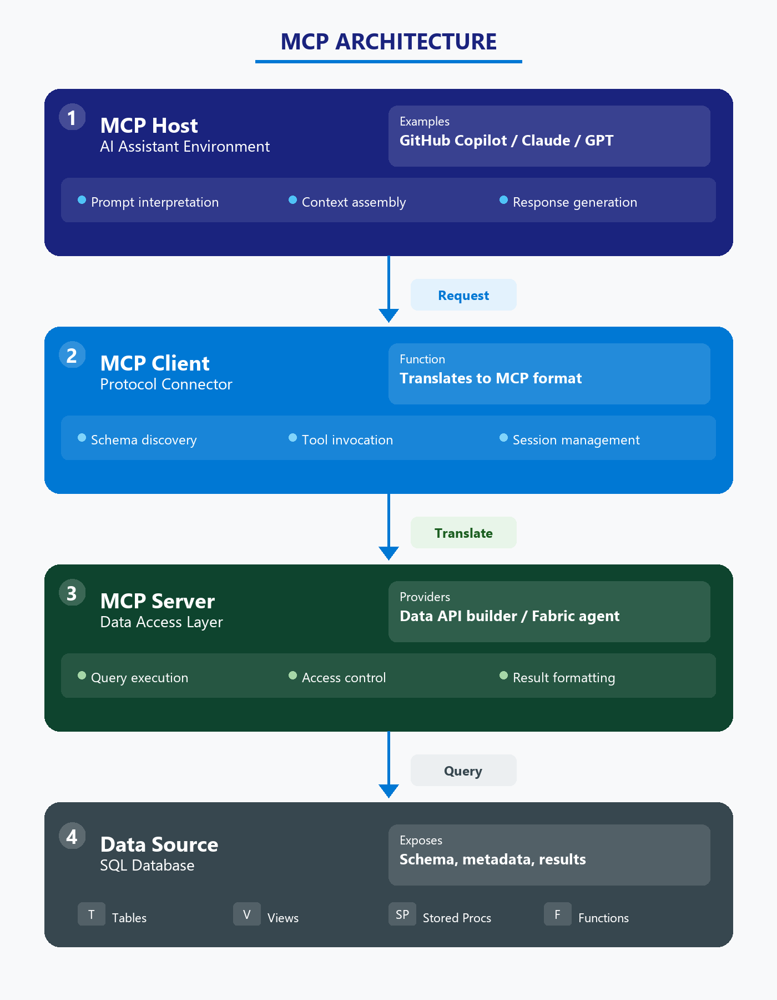 MCP ARCHITECTURE
1
MCP Host
AI Assistant Environment
Examples
GitHub Copilot / Claude / GPT
Prompt interpretation
Context assembly
Response generation
Request
2
MCP Client
Protocol Connector
Function
Translates to MCP format
Schema discovery
Tool invocation
Session management
Translate
3
MCP Server
Data Access Layer
Providers
Data API builder / Fabric agent
Query execution
Access control
Result formatting
Query
4
Data Source
SQL Database
Exposes
Schema, metadata, results
T Tables
V Views
SP Stored Procs
F Functions